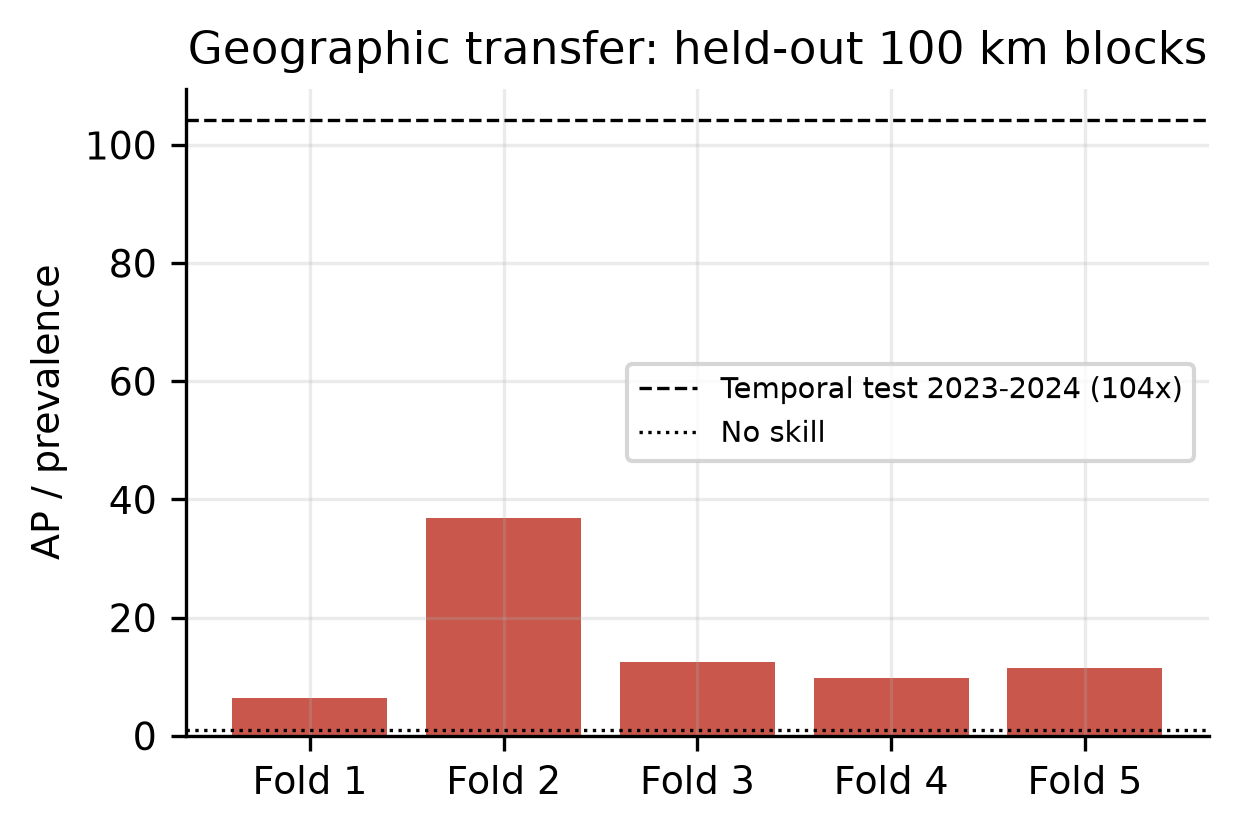 Geographic transfer: held-out 100 km blocks
AP / prevalence
100
80
60
40
20
0
Temporal test 2023-2024 (104x)
No skill
Fold 1
Fold 2
Fold 3
Fold 4
Fold 5